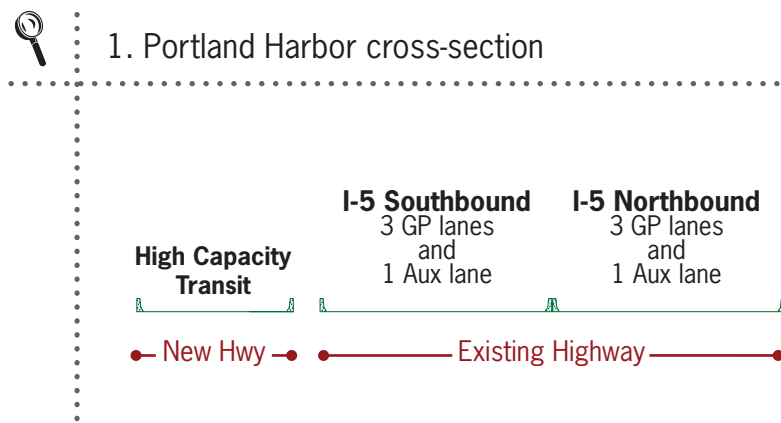 1. Portland Harbor cross-section
High Capacity
Transit
I-5 Southbound
3 GP lanes
and
1 Aux lane
I-5 Northbound
3 GP lanes
and
1 Aux lane
New Hwy
Existing Highway